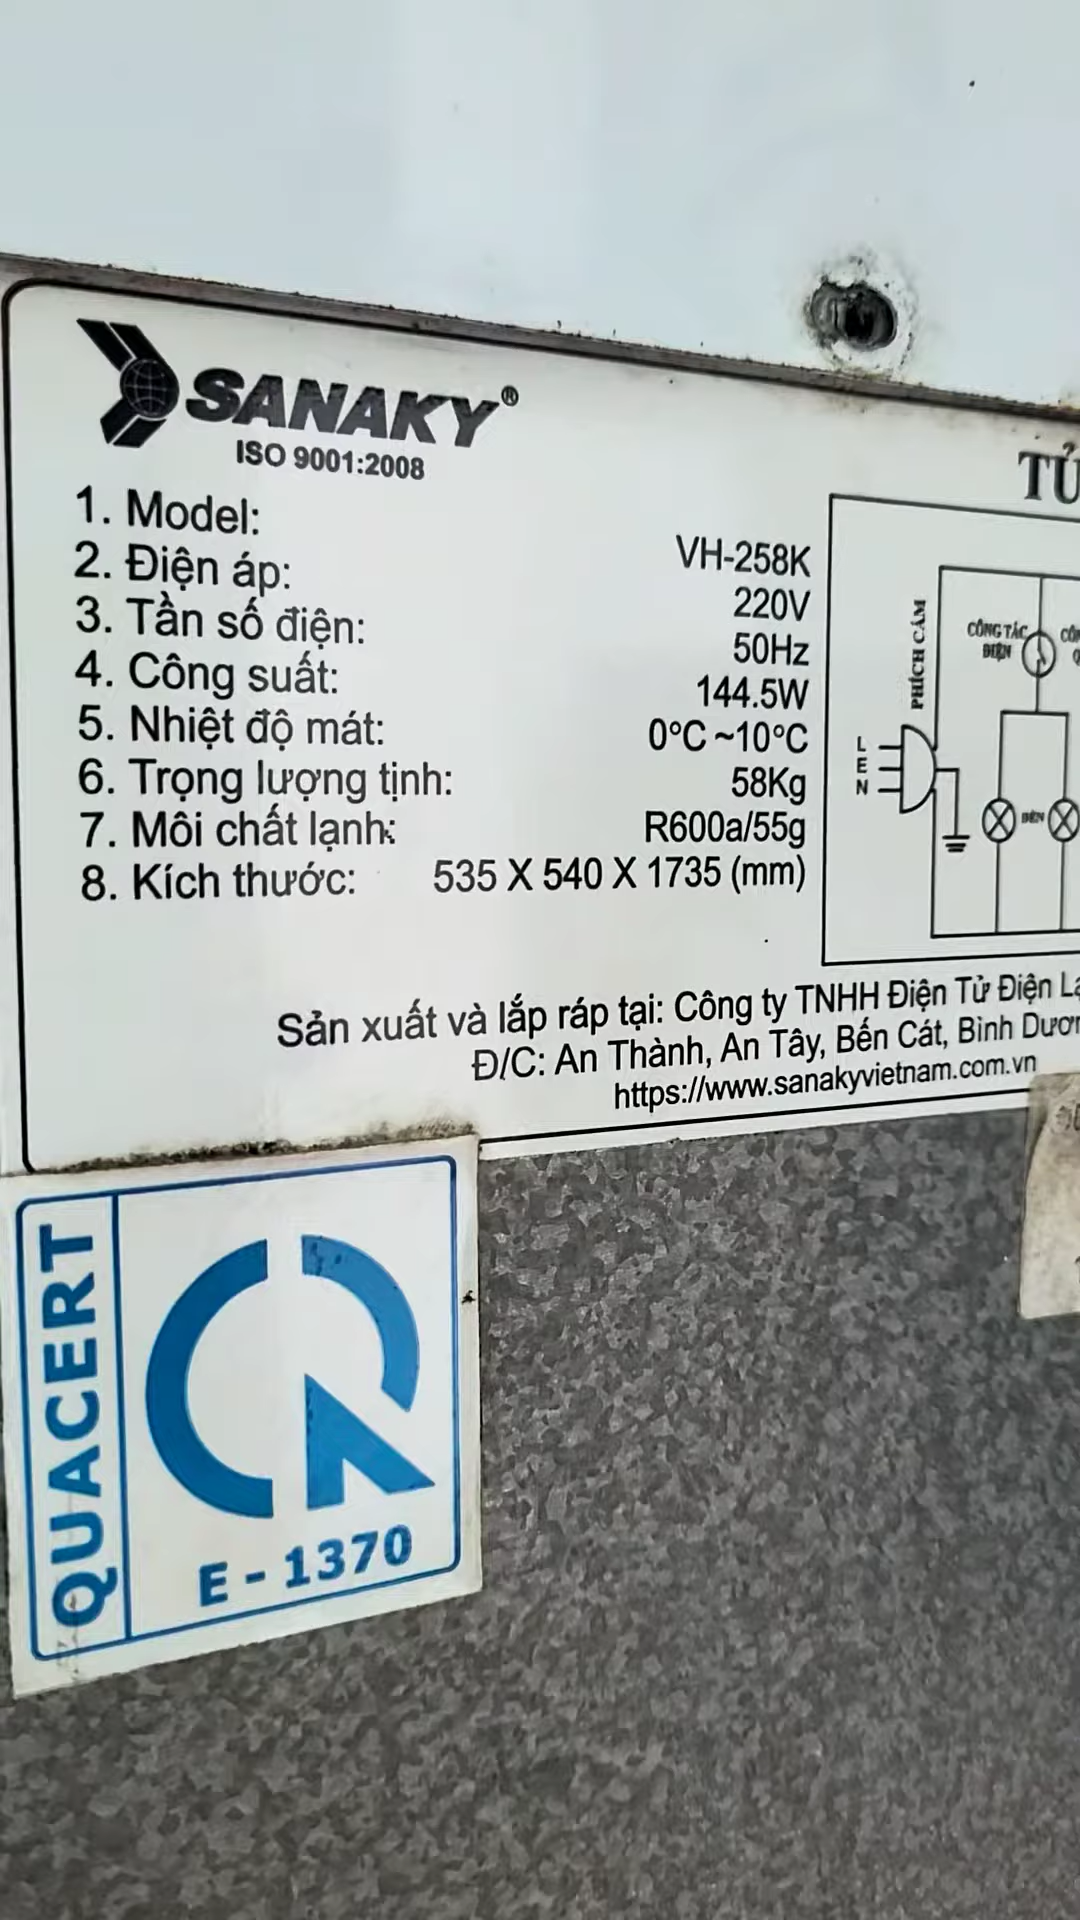 SANAKY®
ISO 9001:2008
TỦ
1. Model: VH-258K
2. Điện áp: 220V
3. Tần số điện: 50Hz
4. Công suất: 144.5W
5. Nhiệt độ mát: 0°C ~10°C
6. Trọng lượng tịnh: 58Kg
7. Môi chất lạnh: R600a/55g
8. Kích thước: 535 X 540 X 1735 (mm)
PHÍCH CẮM
CÔNG TÁC
ĐIỆN
L
E
N
ĐÈN
Sản xuất và lắp ráp tại: Công ty TNHH Điện Tử Điện
Đ/C: An Thành, An Tây, Bến Cát, Bình
https://www.sanakyvietnam.com.vn
QUACERT
E - 1370